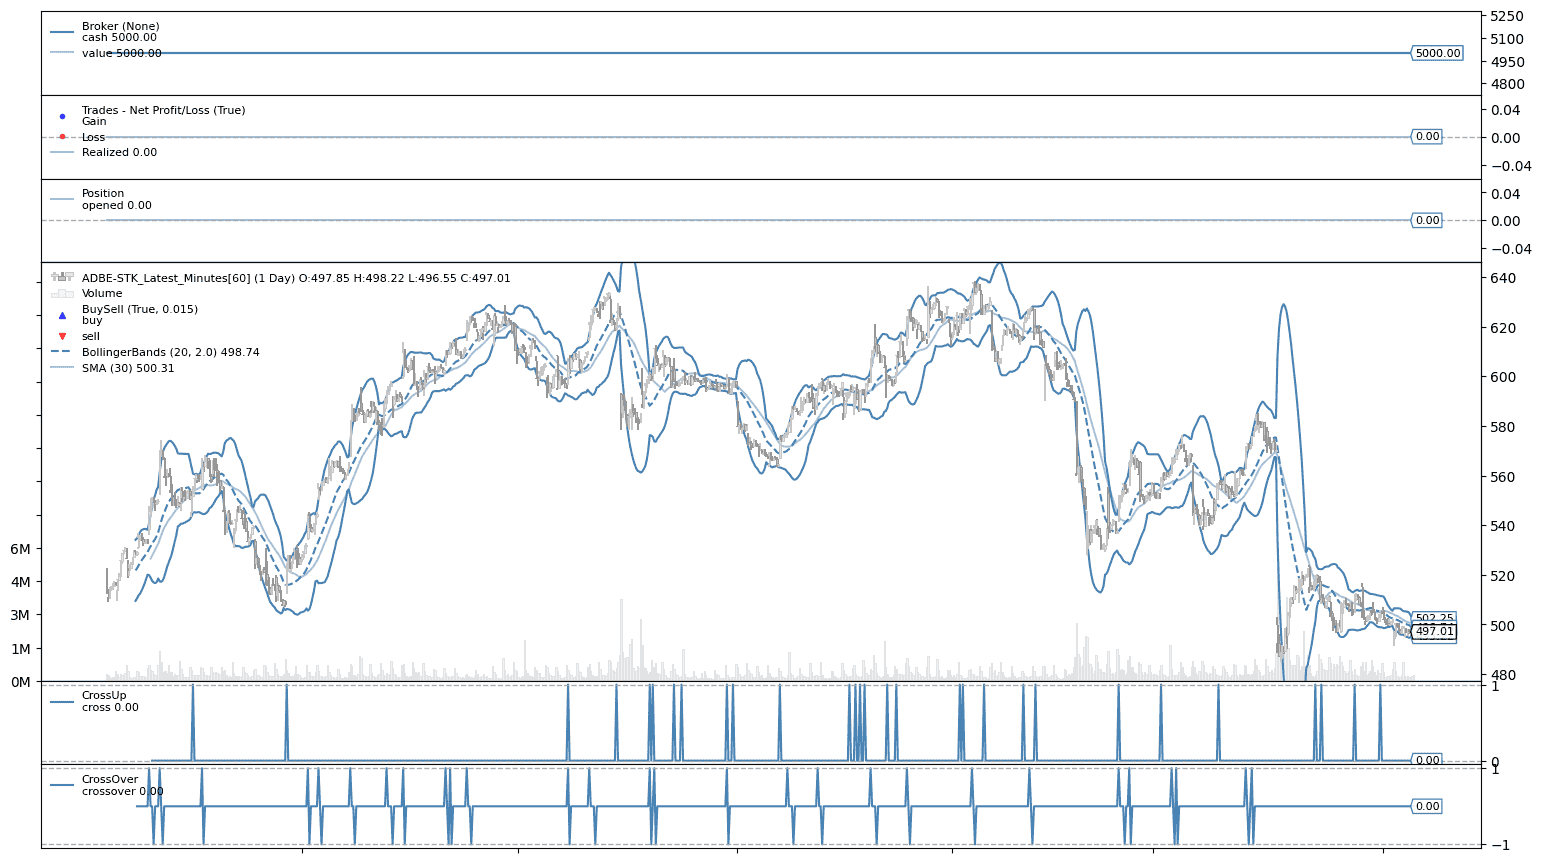 Broker (None)
cash 5000.00
value 5000.00
5000.00
5250
5100
4950
4800
Trades - Net Profit/Loss (True)
Gain
Loss
Realized 0.00
0.00
0.04
0.00
−0.04
Position
opened 0.00
0.00
0.04
0.00
−0.04
ADBE-STK_Latest_Minutes[60] (1 Day) O:497.85 H:498.22 L:496.55 C:497.01
Volume
BuySell (True, 0.015)
buy
sell
BollingerBands (20, 2.0) 498.74
SMA (30) 500.31
640
620
600
580
560
540
520
500
480
6M
4M
3M
1M
0M
502.25
497.01
CrossUp
cross 0.00
1
0
0.00
CrossOver
crossover 0.00
1
0.00
−1